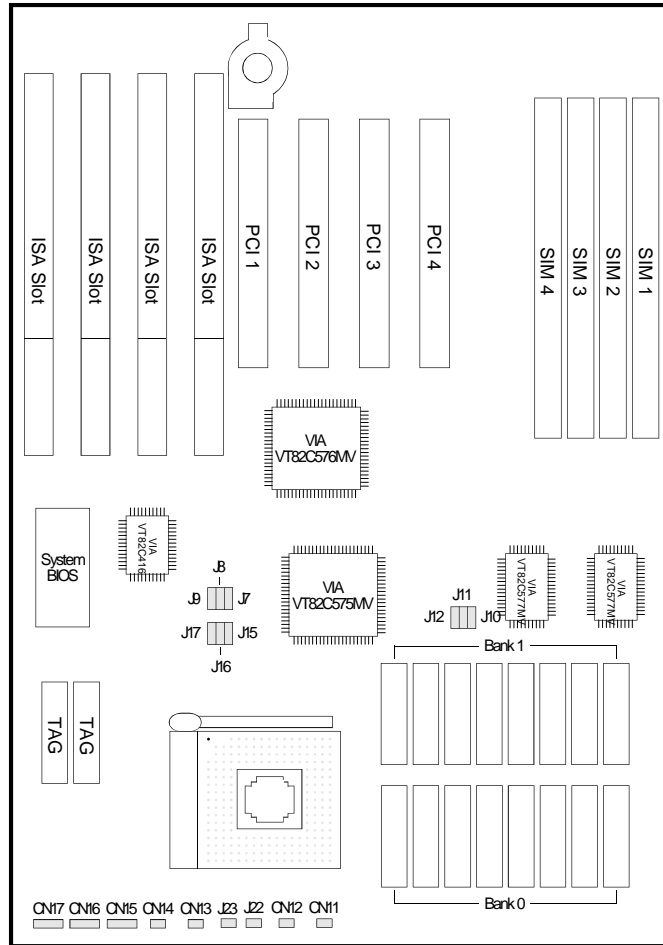 ISA Slot
ISA Slot
ISA Slot
ISA Slot
PCI 1
PCI 2
PCI 3
PCI 4
SIM 4
SIM 3
SIM 2
SIM 1
VIA
VT82C576MV
System
BIOS
VIA
VT82C416
J8
J9
J7
J17
J15
J16
VIA
VT82C575MV
J11
J12
J10
VIA
VT82C577MV
VIA
VT82C577MV
Bank 1
TAG
TAG
Bank 0
CN17
CN16
CN15
CN14
CN13
J23
J22
CN12
CN11